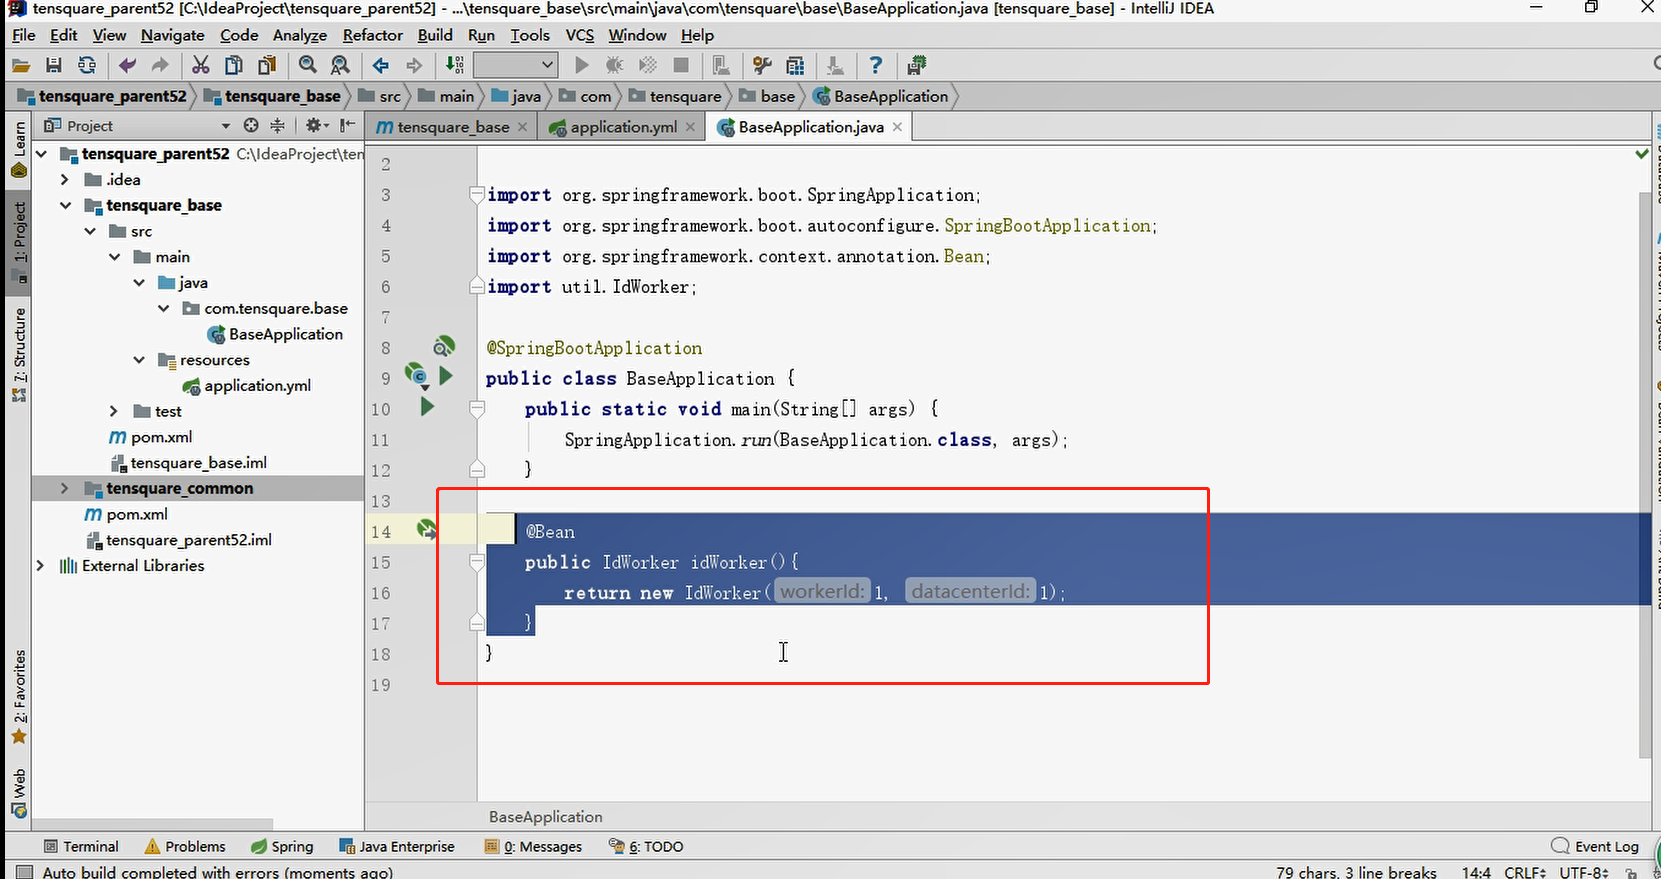 tensquare_parent52 [C:\IdeaProject\tensquare_parent52] - ...\tensquare_base\src\main\java\com\tensquare\base\BaseApplication.java [tensquare_base] - IntelliJ IDEA
File Edit View Navigate Code Analyze Refactor Build Run Tools VCS Window Help
tensquare_parent52 tensquare_base src main java com tensquare base BaseApplication
Learn
1: Project
7: Structure
2: Favorites
Web
Project
tensquare_parent52 C:\IdeaProject\ten
.idea
tensquare_base
src
main
java
com.tensquare.base
BaseApplication
resources
application.yml
test
pom.xml
tensquare_base.iml
tensquare_common
pom.xml
tensquare_parent52.iml
External Libraries
tensquare_base application.yml BaseApplication.java
2
3 import org.springframework.boot.SpringApplication;
4 import org.springframework.boot.autoconfigure.SpringBootApplication;
5 import org.springframework.context.annotation.Bean;
6 import util.IdWorker;
7
8 @SpringBootApplication
9 public class BaseApplication {
10 public static void main(String[] args) {
11 SpringApplication.run(BaseApplication.class, args);
12 }
13
14 @Bean
15 public IdWorker idWorker(){
16 return new IdWorker( workerId: 1, datacenterId: 1);
17 }
18 }
19
BaseApplication
Terminal Problems Spring Java Enterprise 0: Messages 6: TODO Event Log
Auto build completed with errors (moments ago) 79 chars, 3 line breaks 14:4 CRLF UTF-8